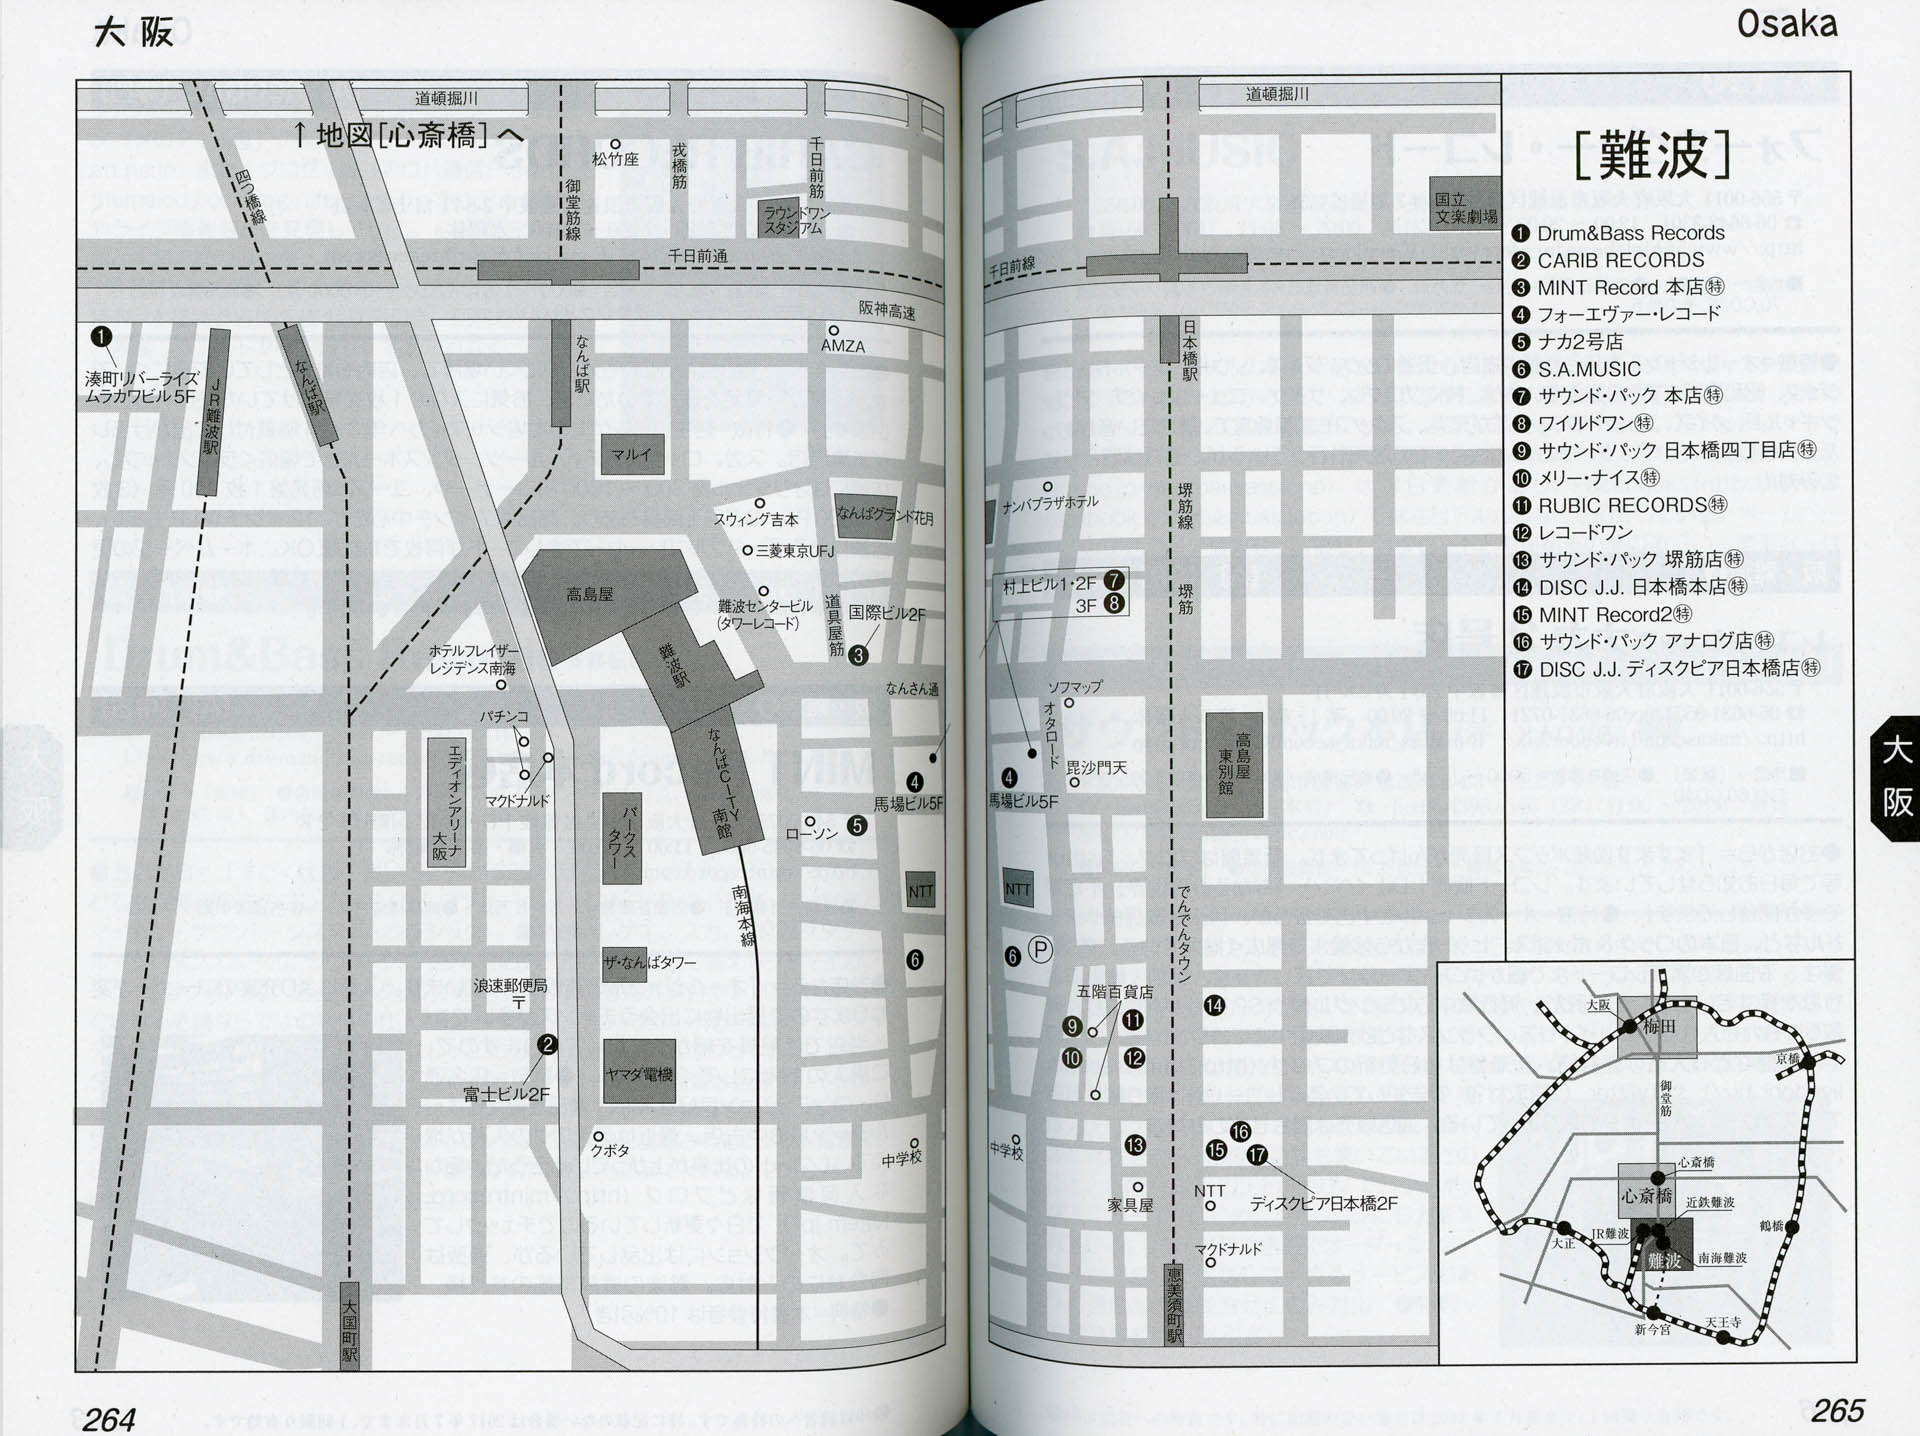 大阪
道頓堀川
↑地図[心斎橋]へ
四つ橋線
松竹座
御堂筋線
戎橋筋
千日前筋
ラウンドワン
スタジアム
千日前通
阪神高速
❶
湊町リバーライズ
ムラカワビル5F
JR難波駅
なんば駅
なんば駅
AMZA
マルイ
スウィング吉本
なんばグランド花月
三菱東京UFJ
高島屋
難波センタービル
(タワーレコード)
道具屋筋
国際ビル2F
❸
ホテルフレイザー
レジデンス南海
難波駅
なんさん通
パチンコ
マクドナルド
エディオンアリーナ
大阪
なんばCITY
南館
パークス
タワー
❹
馬場ビル5F
ローソン
❺
NTT
南海本線
❻
ザ・なんばタワー
浪速郵便局
〒
❷
富士ビル2F
ヤマダ電機
クボタ
中学校
大国町駅
264
Osaka
道頓堀川
国立
文楽劇場
千日前線
日本橋駅
ナンバプラザホテル
堺筋線
村上ビル1・2F ❼
3F ❽
堺筋
ソフマップ
オタロード
❹
馬場ビル5F
毘沙門天
高島屋
東別館
NTT
でんでんタウン
❻ Ⓟ
五階百貨店
❾
⓫
⓮
❿
⓬
中学校
⓭
⓯
⓰
⓱
家具屋
NTT
ディスクピア日本橋2F
マクドナルド
恵美須町駅
[難波]
❶ Drum&Bass Records
❷ CARIB RECORDS
❸ MINT Record 本店㊕
❹ フォーエヴァー・レコード
❺ ナカ2号店
❻ S.A.MUSIC
❼ サウンド・パック 本店㊕
❽ ワイルドワン㊕
❾ サウンド・パック 日本橋四丁目店㊕
❿ メリー・ナイス㊕
⓫ RUBIC RECORDS㊕
⓬ レコードワン
⓭ サウンド・パック 堺筋店㊕
⓮ DISC J.J. 日本橋本店㊕
⓯ MINT Record2㊕
⓰ サウンド・パック アナログ店㊕
⓱ DISC J.J. ディスクピア日本橋店㊕
大阪
大阪
梅田
京橋
御堂筋
心斎橋
心斎橋
近鉄難波
JR難波
大正
鶴橋
難波
南海難波
新今宮
天王寺
265